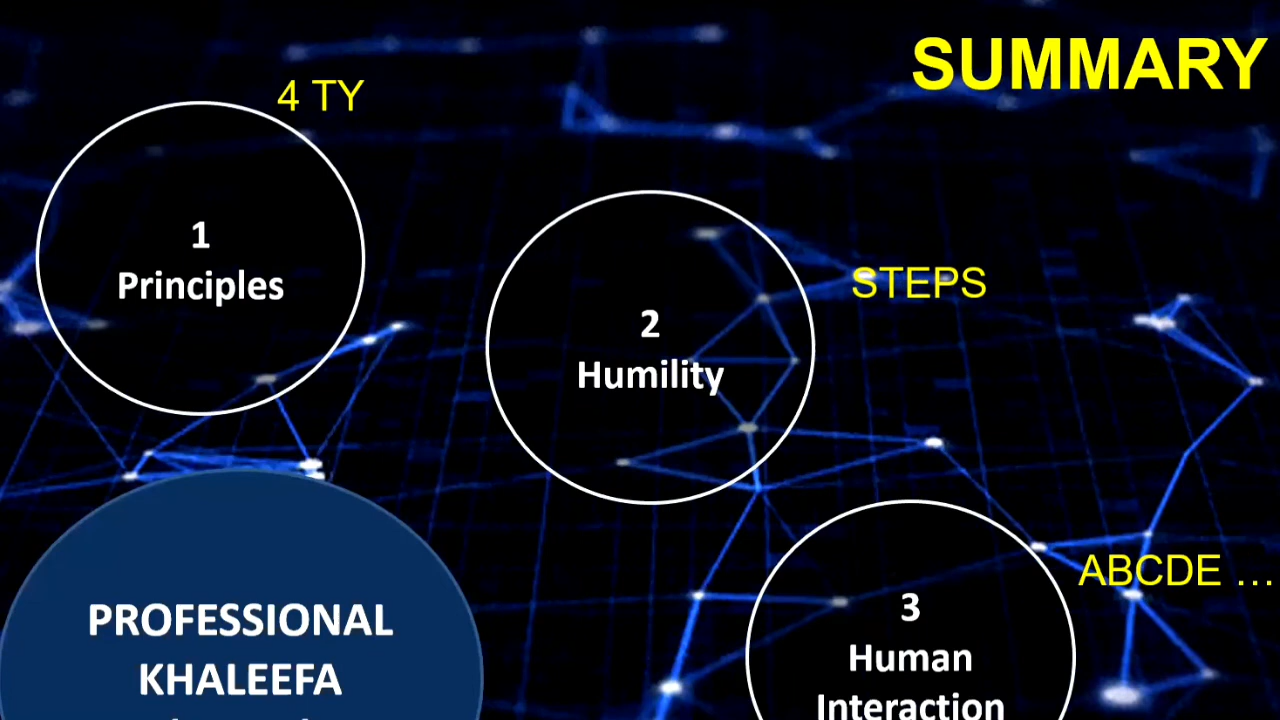 SUMMARY
4 TY
1
Principles
2
Humility
STEPS
3
Human
Interaction
ABCDE ...
PROFESSIONAL
KHALEEFA